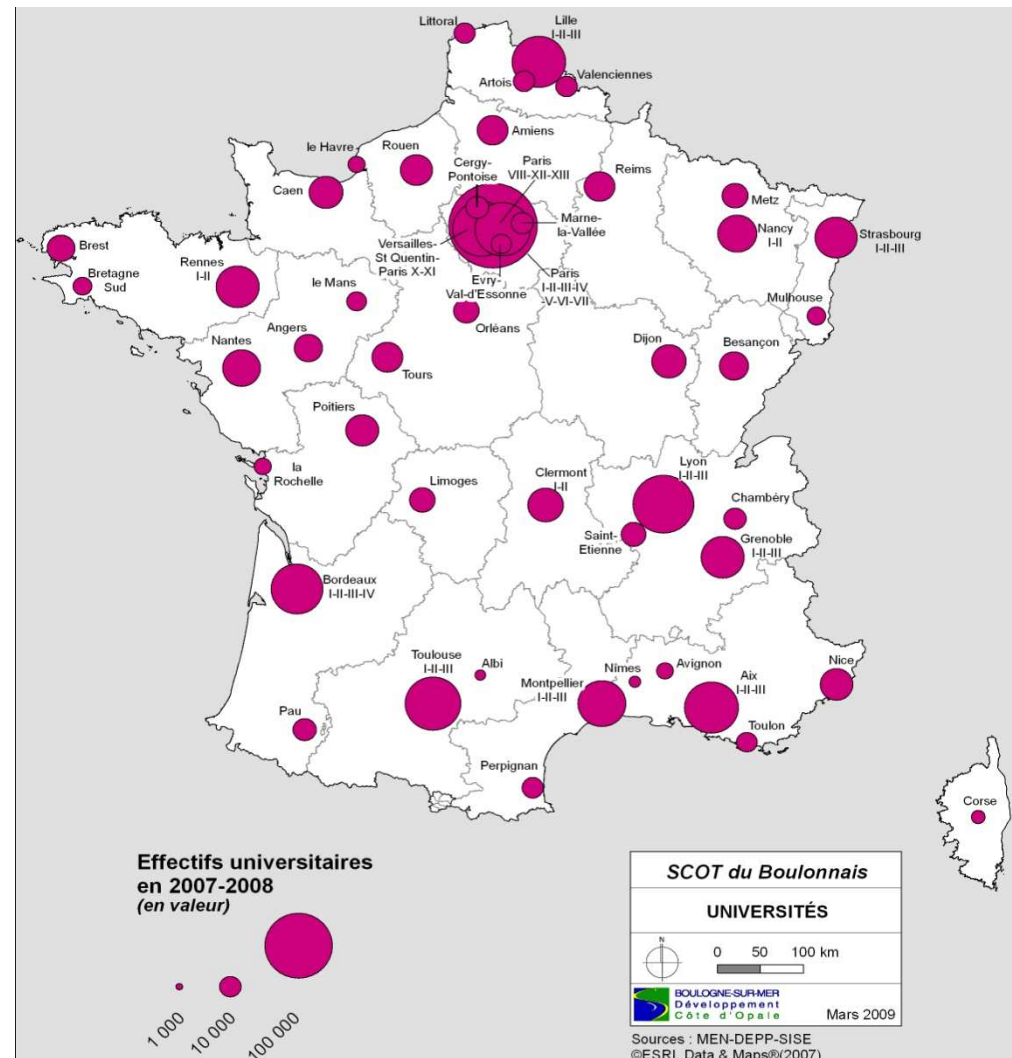 Littoral
Lille
I-II-III
Artois
Valenciennes
Amiens
le Havre
Rouen
Cergy-
Pontoise
Paris
VIII-XII-XIII
Reims
Caen
Metz
Marne-
la-Vallée
Nancy
I-II
Strasbourg
I-II-III
Brest
Bretagne
Sud
Rennes
I-II
Versailles-
St Quentin-
Paris X-XI
Evry-
Val-d'Essonne
Paris
I-II-III-IV
-V-VI-VII
le Mans
Orléans
Mulhouse
Nantes
Angers
Tours
Dijon
Besançon
Poitiers
la
Rochelle
Limoges
Clermont
I-II
Lyon
I-II-III
Chambéry
Saint-
Etienne
Grenoble
I-II-III
Bordeaux
I-II-III-IV
Toulouse
I-II-III
Albi
Montpellier
I-II-III
Nîmes
Avignon
Aix
I-II-III
Nice
Pau
Toulon
Perpignan
Corse
Effectifs universitaires
en 2007-2008
(en valeur)
1 000
10 000
100 000
SCOT du Boulonnais
UNIVERSITÉS
N
0 50 100 km
BOULOGNE-SUR-MER
Développement
Côte d'Opale
Mars 2009
Sources : MEN-DEPP-SISE
©ESRI, Data & Maps®(2007)